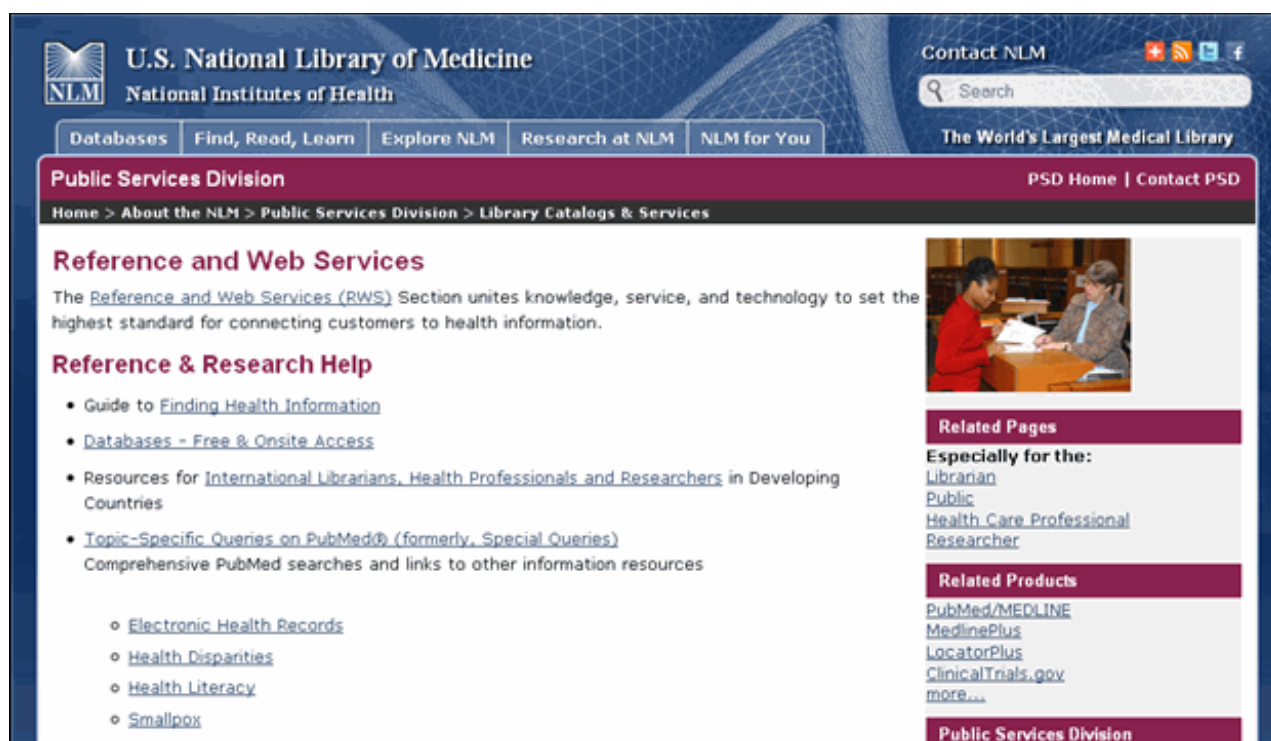 U.S. National Library of Medicine
NLM
National Institutes of Health
Contact NLM
Search
Databases
Find, Read, Learn
Explore NLM
Research at NLM
NLM for You
The World's Largest Medical Library
Public Services Division
PSD Home | Contact PSD
Home > About the NLM > Public Services Division > Library Catalogs & Services
Reference and Web Services
The Reference and Web Services (RWS) Section unites knowledge, service, and technology to set the
highest standard for connecting customers to health information.
Reference & Research Help
• Guide to Finding Health Information
• Databases - Free & Onsite Access
• Resources for International Librarians, Health Professionals and Researchers in Developing
Countries
• Topic-Specific Queries on PubMed® (formerly, Special Queries)
Comprehensive PubMed searches and links to other information resources
Electronic Health Records
Health Disparities
Health Literacy
Smallpox
Related Pages
Especially for the:
Librarian
Public
Health Care Professional
Researcher
Related Products
PubMed/MEDLINE
MedlinePlus
LocatorPlus
ClinicalTrials.gov
more...
Public Services Division